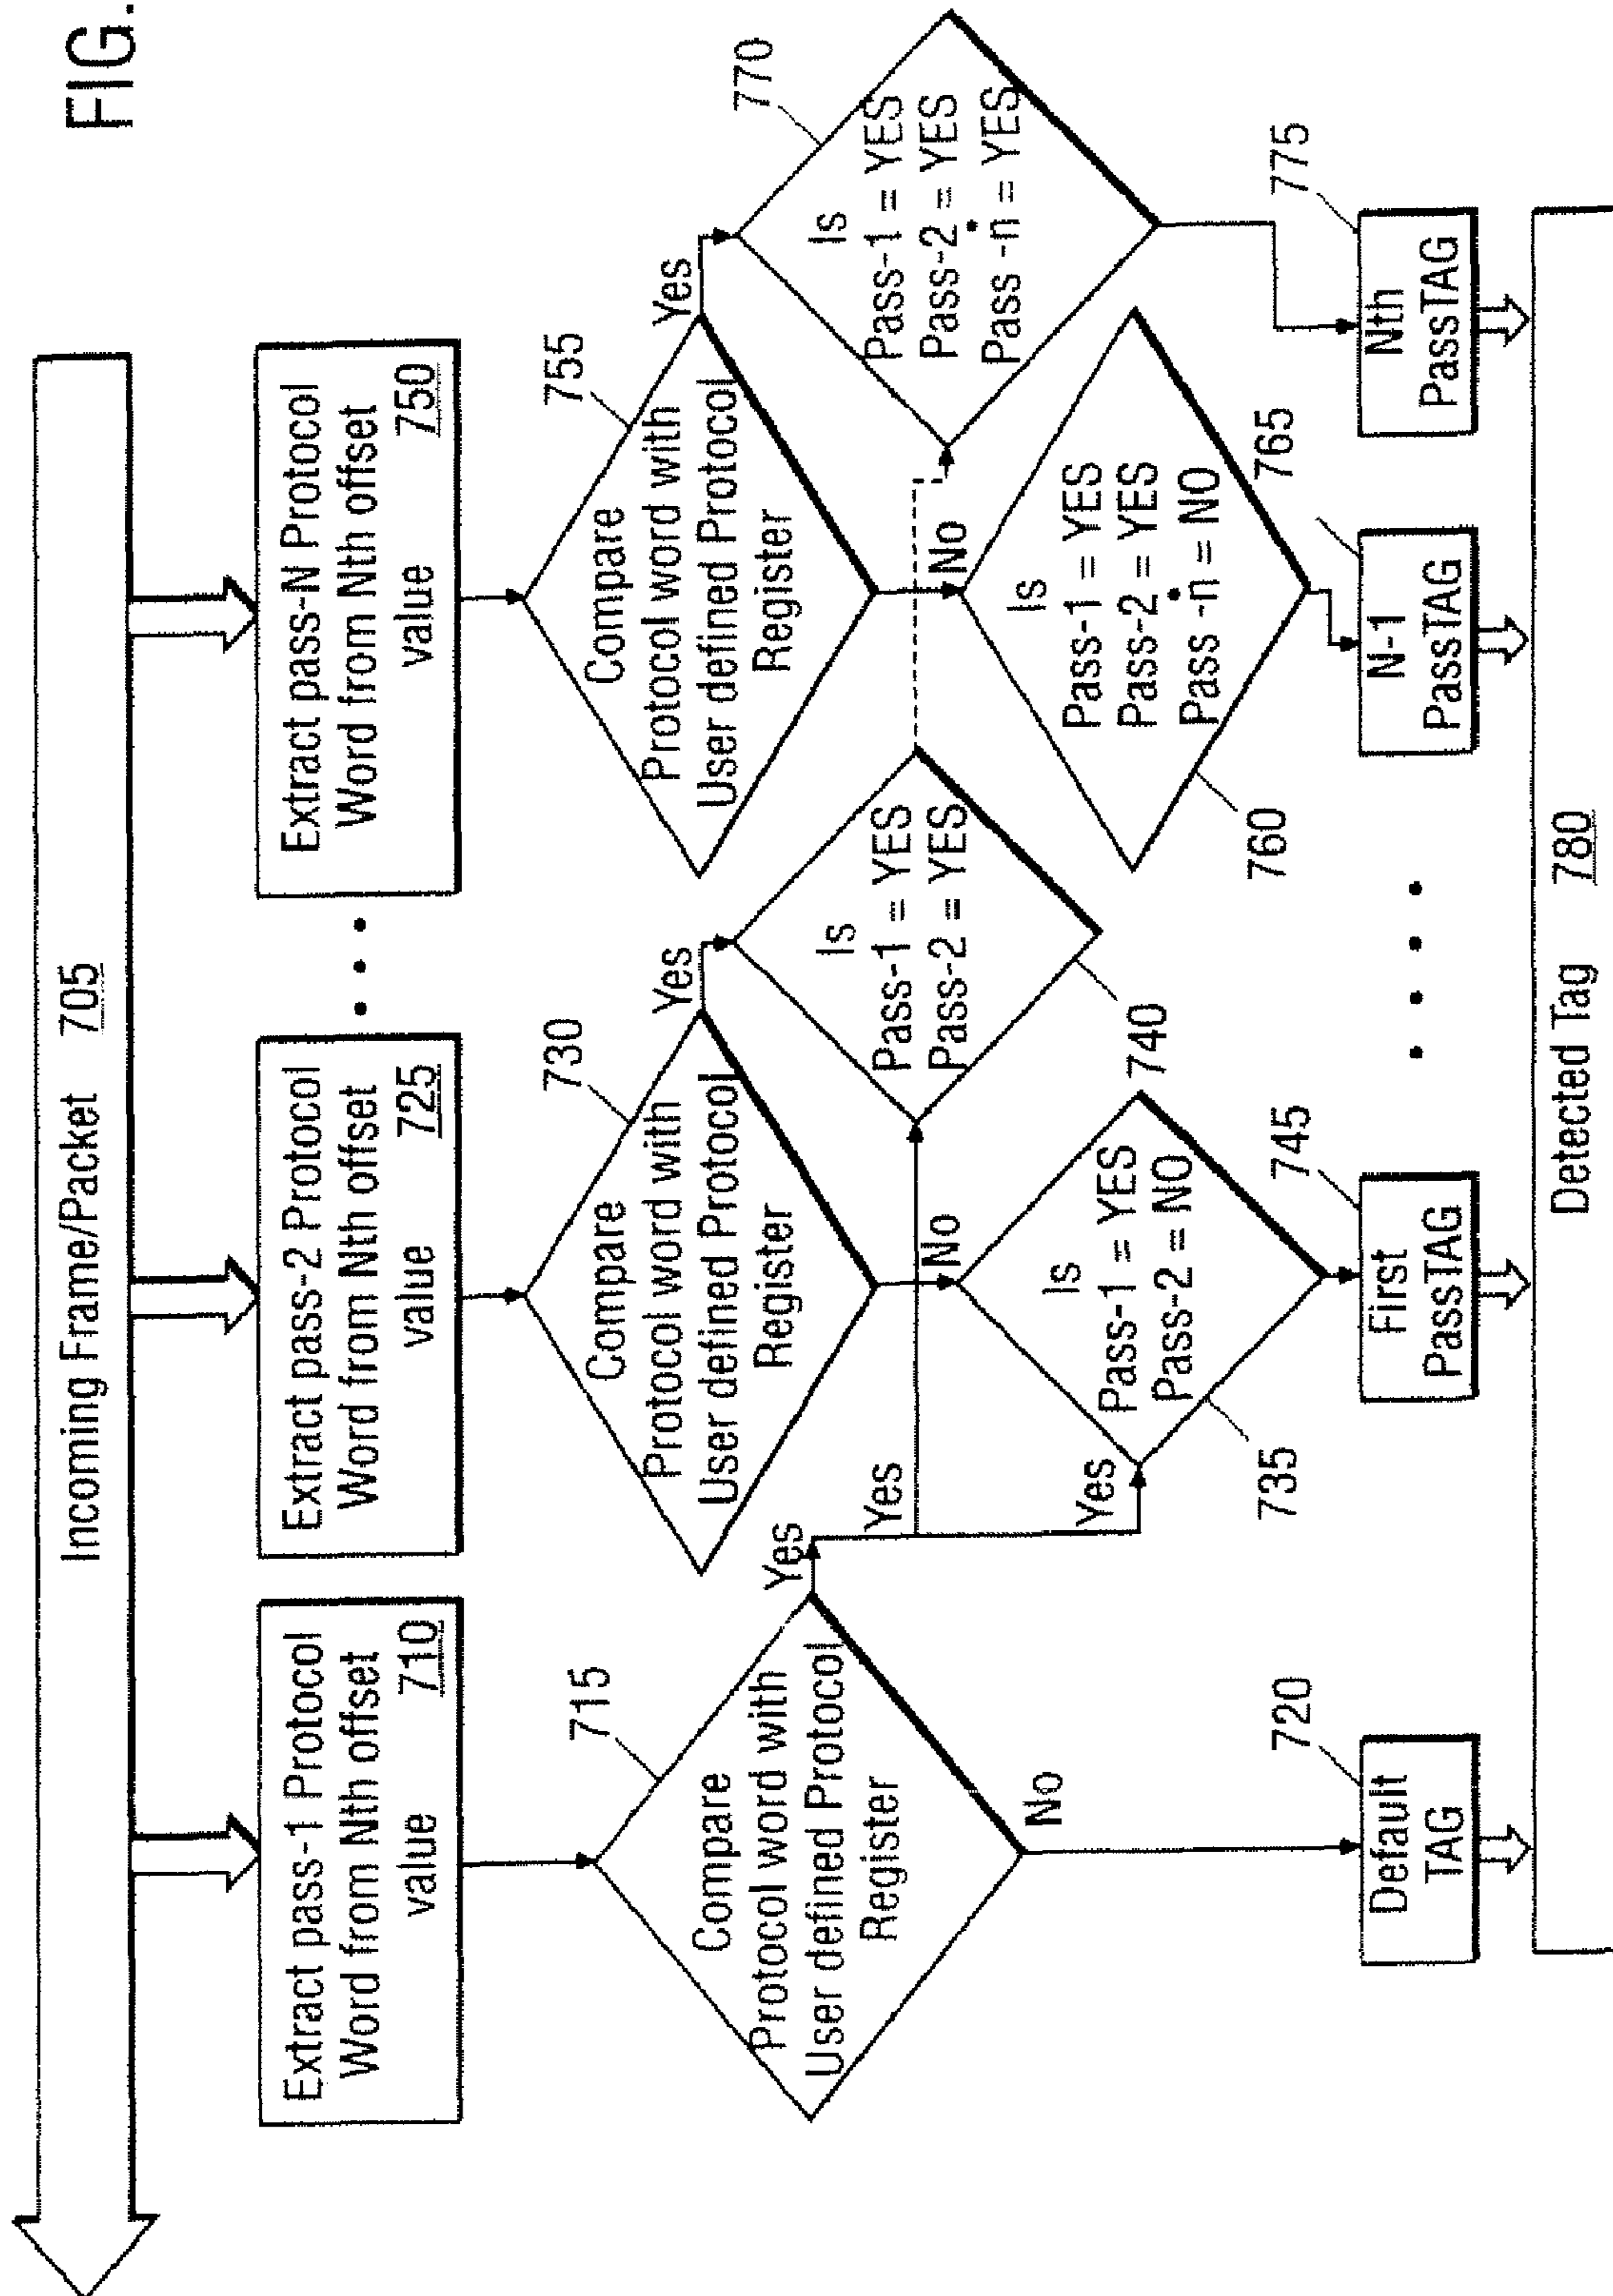 FIG.
Incoming Frame/Packet 705
Extract pass-1 Protocol
Word from Nth offset
value 710
Extract pass-2 Protocol
Word from Nth offset
value 725
• • •
Extract pass-N Protocol
Word from Nth offset
value 750
715
Compare
Protocol word with
User defined Protocol
Register
Yes
No
730
Compare
Protocol word with
User defined Protocol
Register
Yes
No
755
Compare
Protocol word with
User defined Protocol
Register
Yes
No
Yes
Yes
Is
Pass-1 = YES
Pass-2 = NO
735
Is
Pass-1 = YES
Pass-2 = YES
740
Is
Pass-1 = YES
Pass-2 = YES
•
Pass -n = NO
760
770
Is
Pass-1 = YES
Pass-2 = YES
•
Pass -n = YES
720
Default
TAG
745
First
PassTAG
• • • •
765
N-1
PassTAG
775
Nth
PassTAG
Detected Tag 780